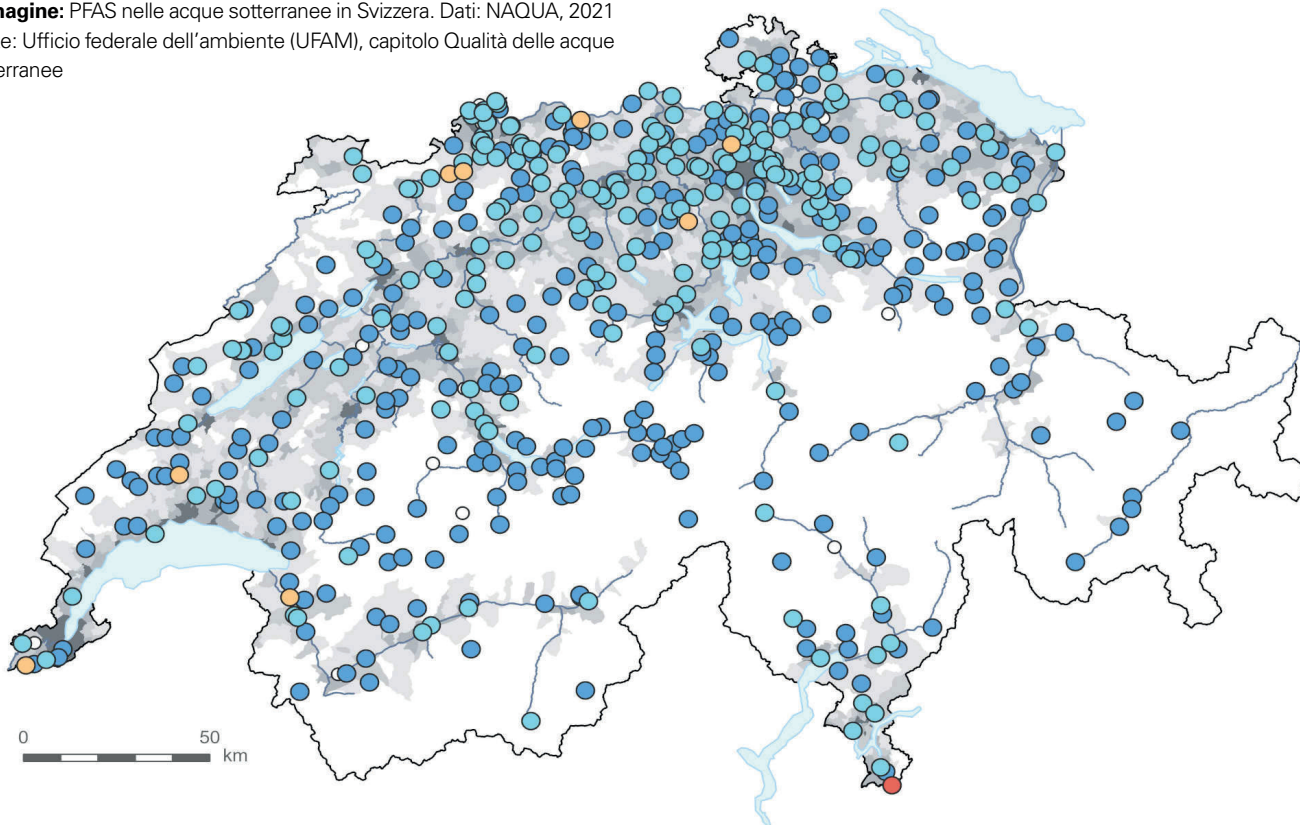 magine: PFAS nelle acque sotterranee in Svizzera. Dati: NAQUA, 2021
e: Ufficio federale dell'ambiente (UFAM), capitolo Qualità delle acque
erranee
0 50
km